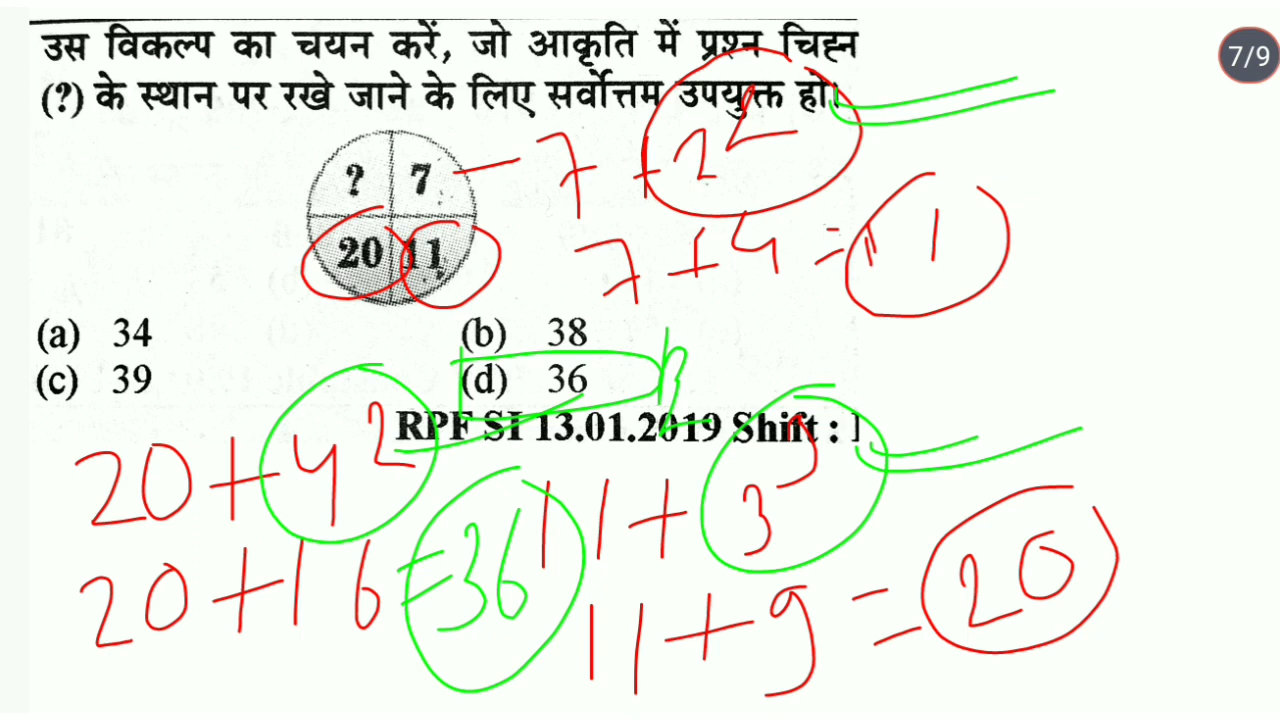 उस विकल्प का चयन करें, जो आकृति में प्रश्न चिह्न
7/9
(?) के स्थान पर रखे जाने के लिए सर्वोत्तम उपयुक्त हो।
? 7
20 11
7 + 2²
7 + 4 = 11
(a) 34
(b) 38
(c) 39
(d) 36
RPF SI 13.01.2019 Shift : I
20 + 4²
20 + 16 = 36
11 + 3
11 + 9 = 20